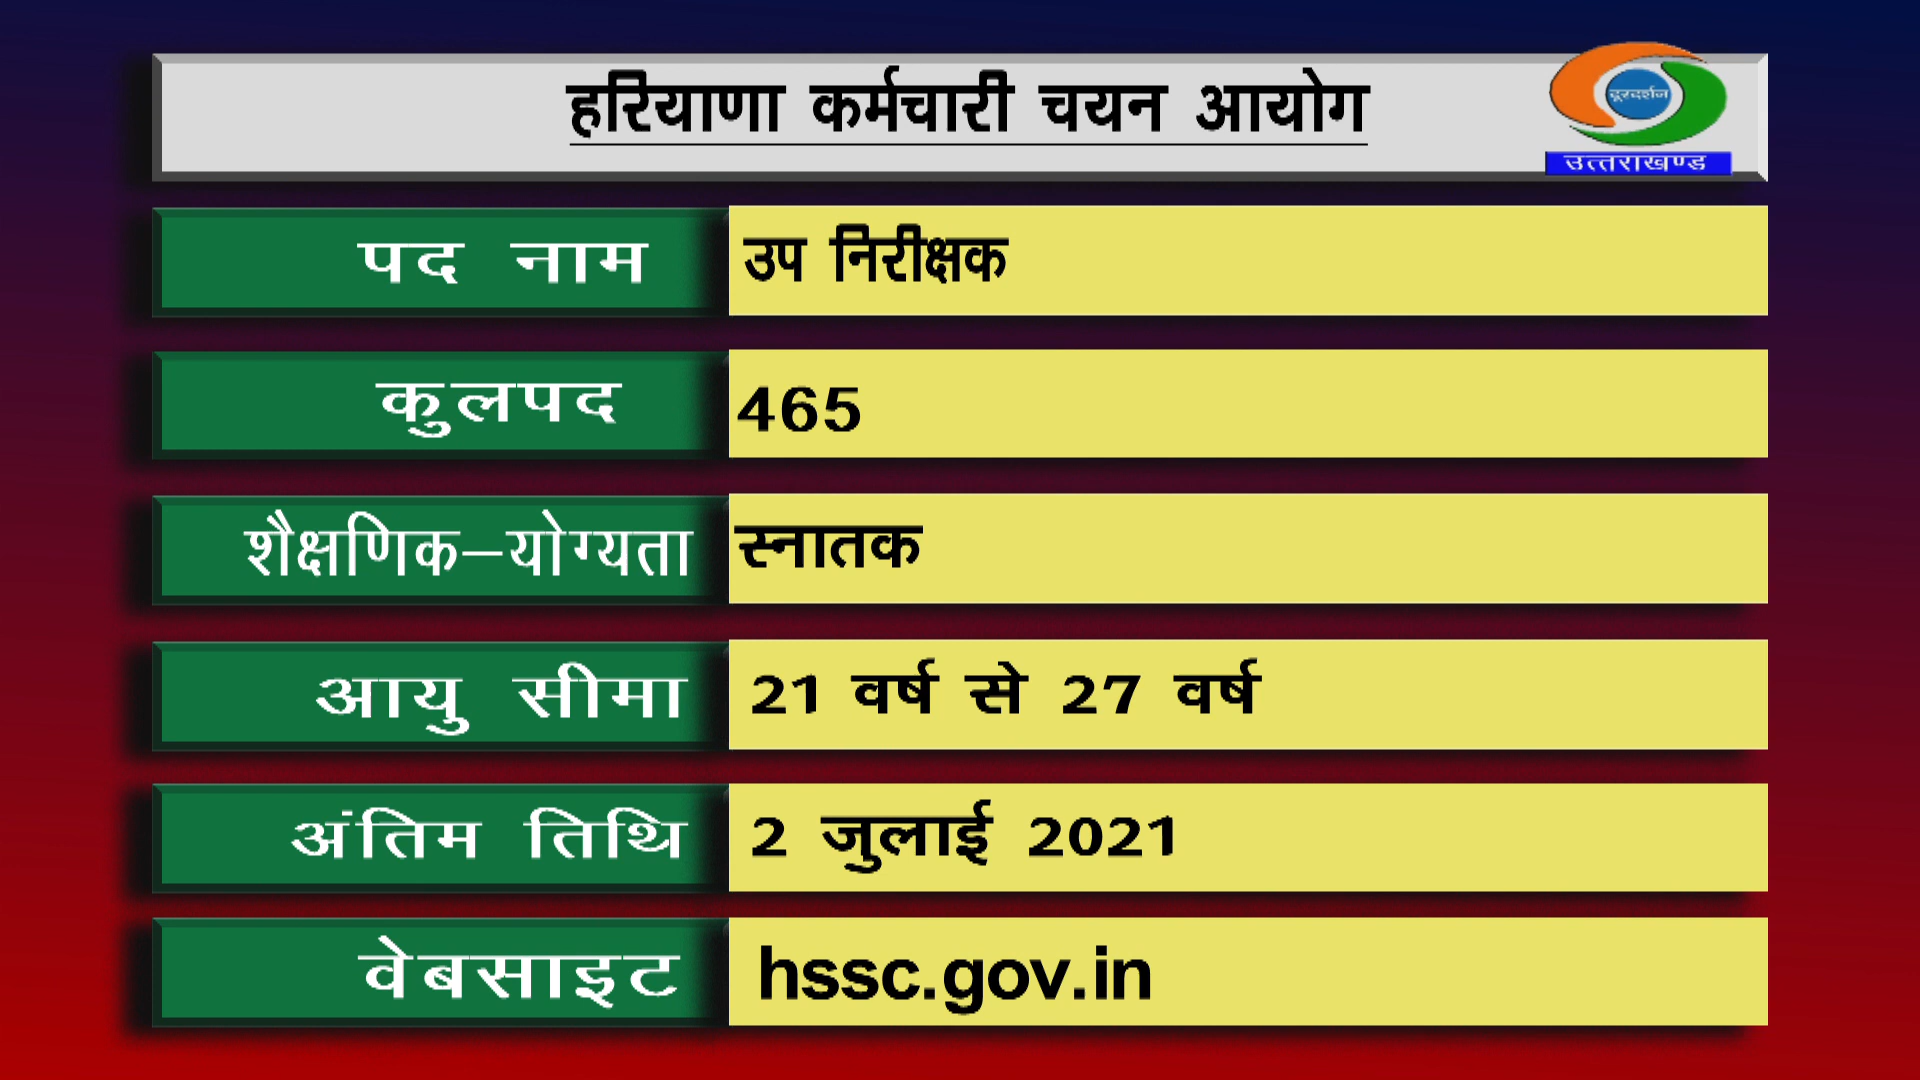 हरियाणा कर्मचारी चयन आयोग
दूरदर्शन
उत्तराखण्ड
पद नाम उप निरीक्षक
कुलपद 465
शैक्षणिक–योग्यता स्नातक
आयु सीमा 21 वर्ष से 27 वर्ष
अंतिम तिथि 2 जुलाई 2021
वेबसाइट hssc.gov.in